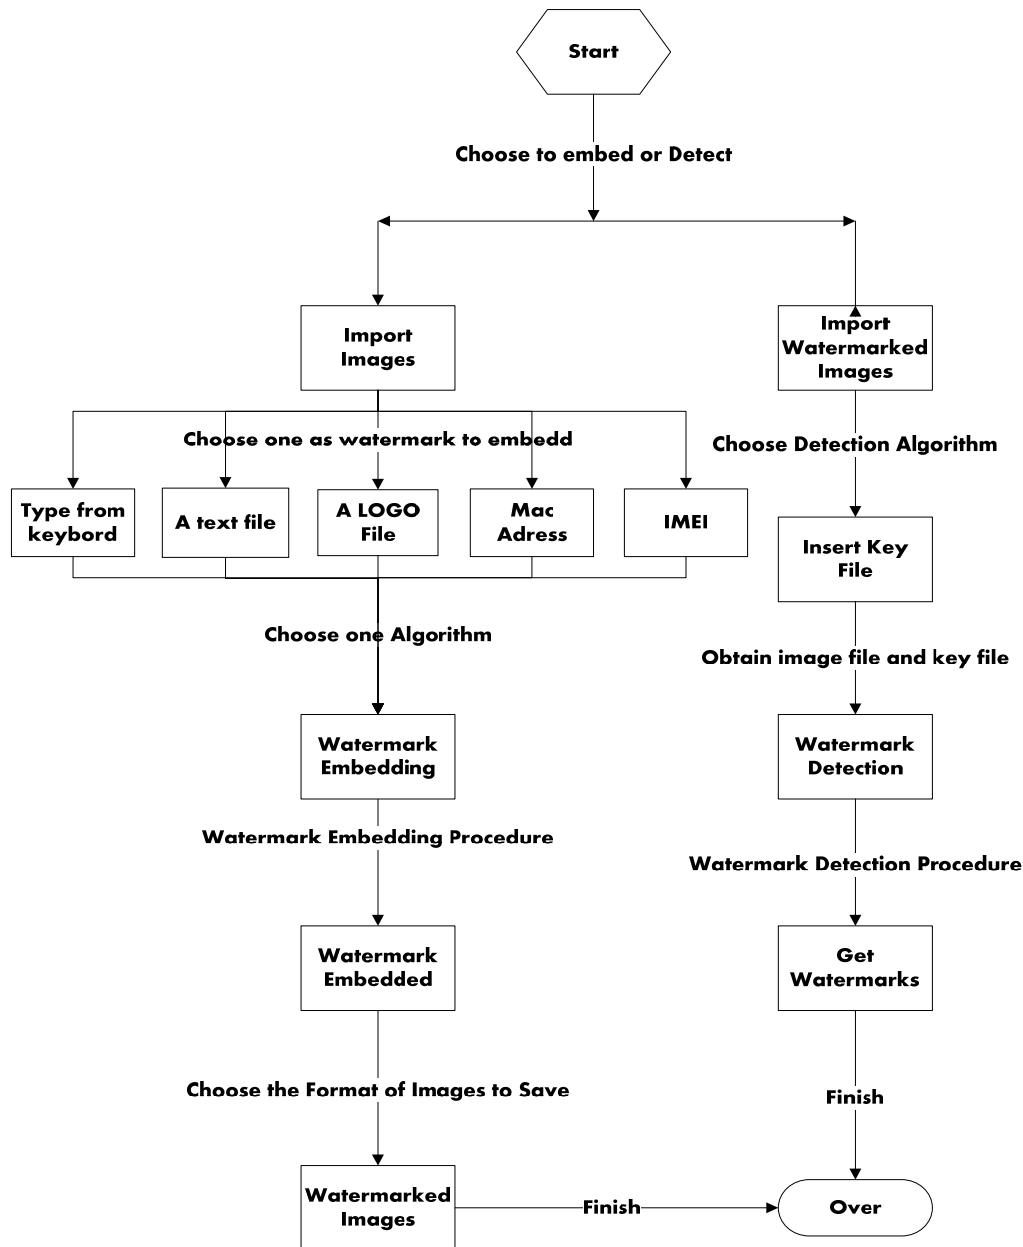 Start
Choose to embed or Detect
Import
Images
Import
Watermarked
Images
Choose one as watermark to embedd
Choose Detection Algorithm
Type from
keybord
A text file
A LOGO
File
Mac
Adress
IMEI
Insert Key
File
Choose one Algorithm
Obtain image file and key file
Watermark
Embedding
Watermark
Detection
Watermark Embedding Procedure
Watermark Detection Procedure
Watermark
Embedded
Get
Watermarks
Choose the Format of Images to Save
Finish
Watermarked
Images
Finish
Over